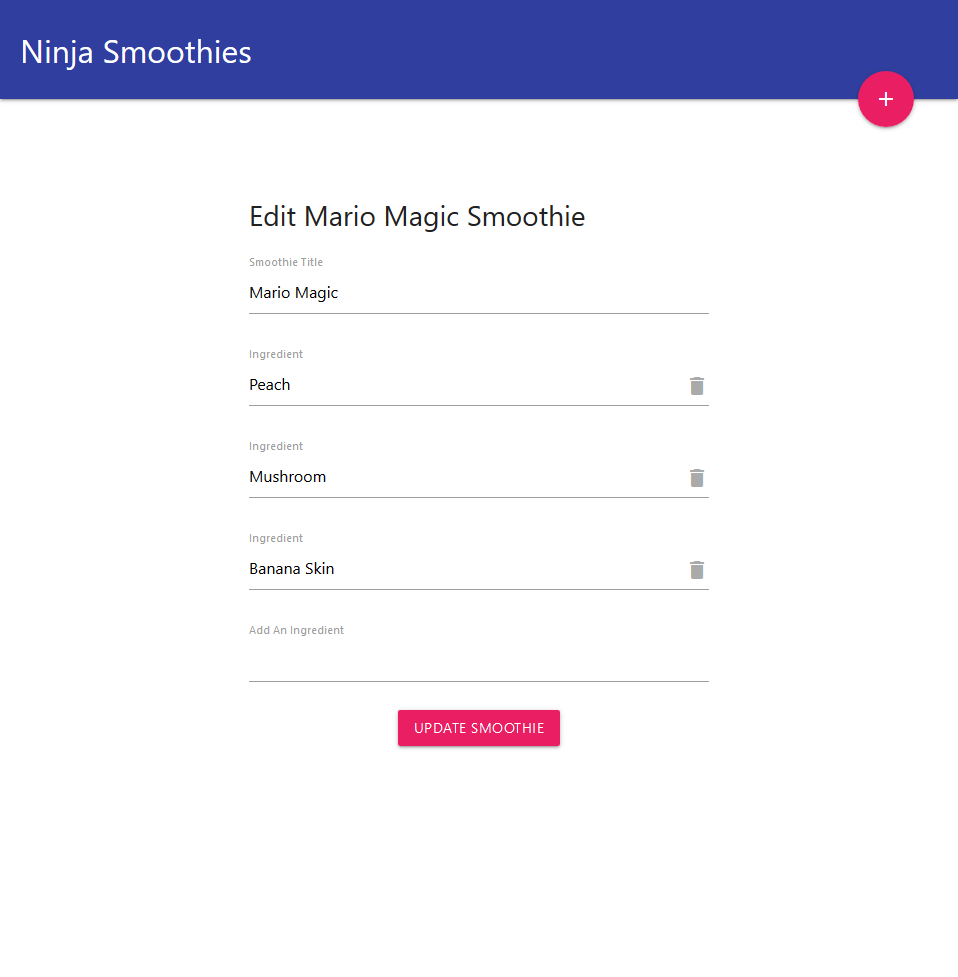 Ninja Smoothies
+
Edit Mario Magic Smoothie
Smoothie Title
Mario Magic
Ingredient
Peach
Ingredient
Mushroom
Ingredient
Banana Skin
Add An Ingredient
UPDATE SMOOTHIE